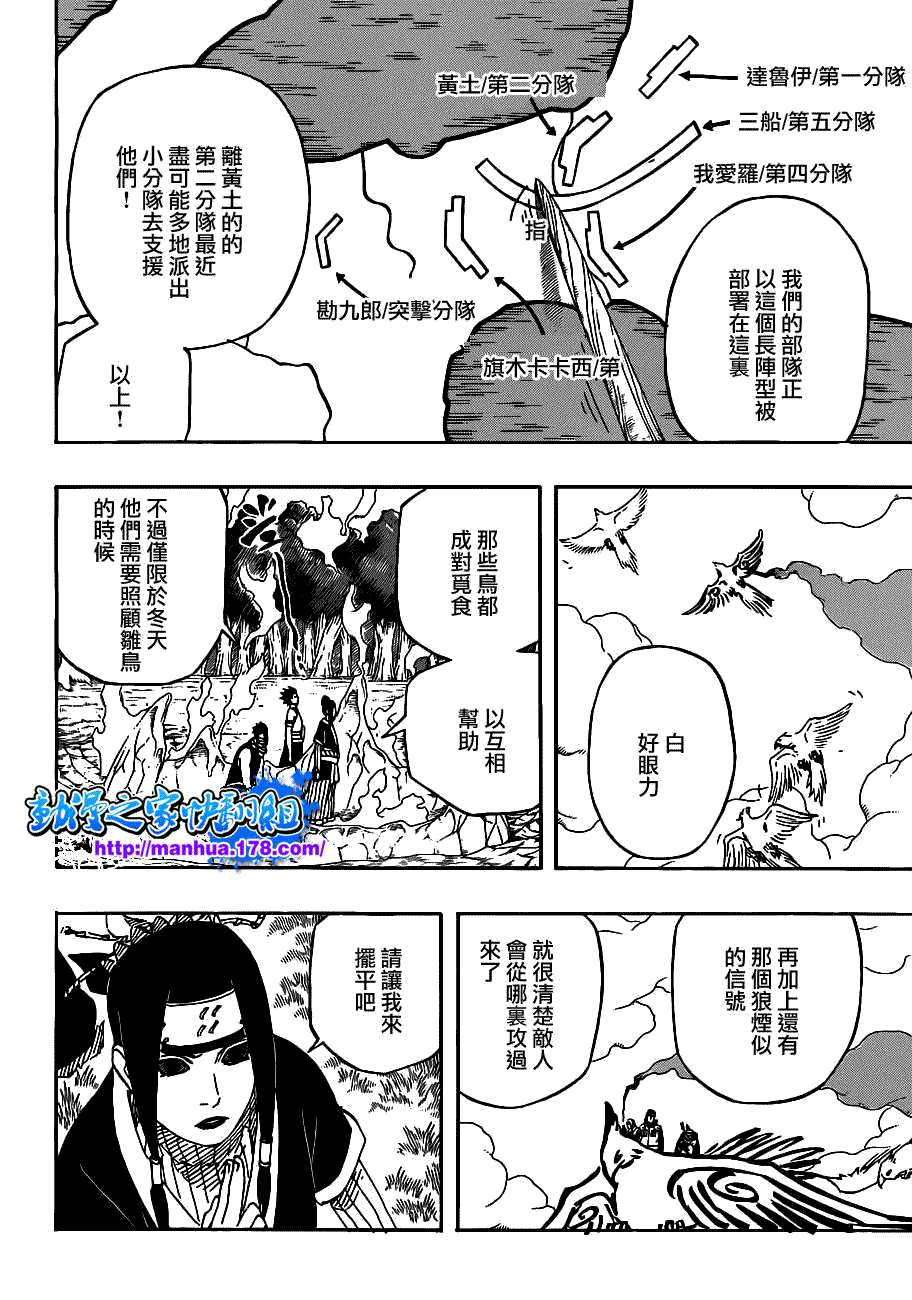 達魯伊/第一分隊
黃土/第二分隊
三船/第五分隊
我愛羅/第四分隊
指
勘九郎/突擊分隊
旗木卡卡西/第
我們的部隊正
以這個長陣型被
部署在這裏
離黃土的的
第二分隊最近
盡可能多地派出
小分隊去支援
他們！
以上！
白
好眼力
那些鳥都
成對覓食
以互相
幫助
不過僅限於冬天
他們需要照顧雛鳥
的時候
動漫之家快翻組
http://manhua.178.com/
再加上還有
那個狼煙似
的信號
就很清楚敵人
會從哪裏攻過
來了
請讓我來
擺平吧